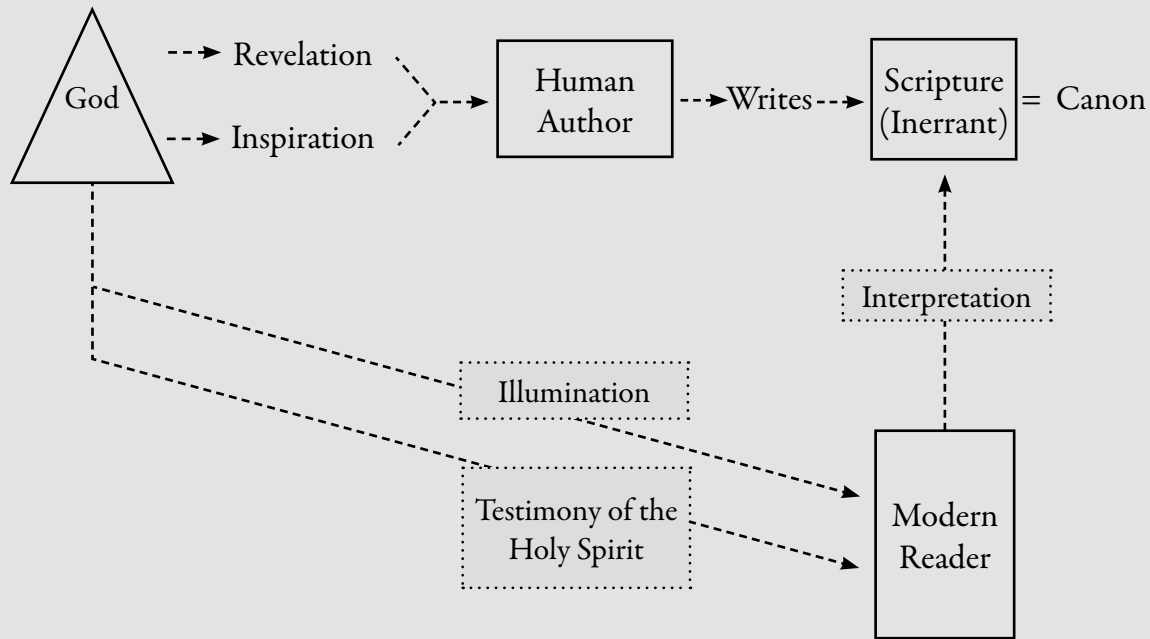 God
Revelation
Inspiration
Human
Author
Writes
Scripture
(Inerrant)
= Canon
Interpretation
Illumination
Testimony of the
Holy Spirit
Modern
Reader